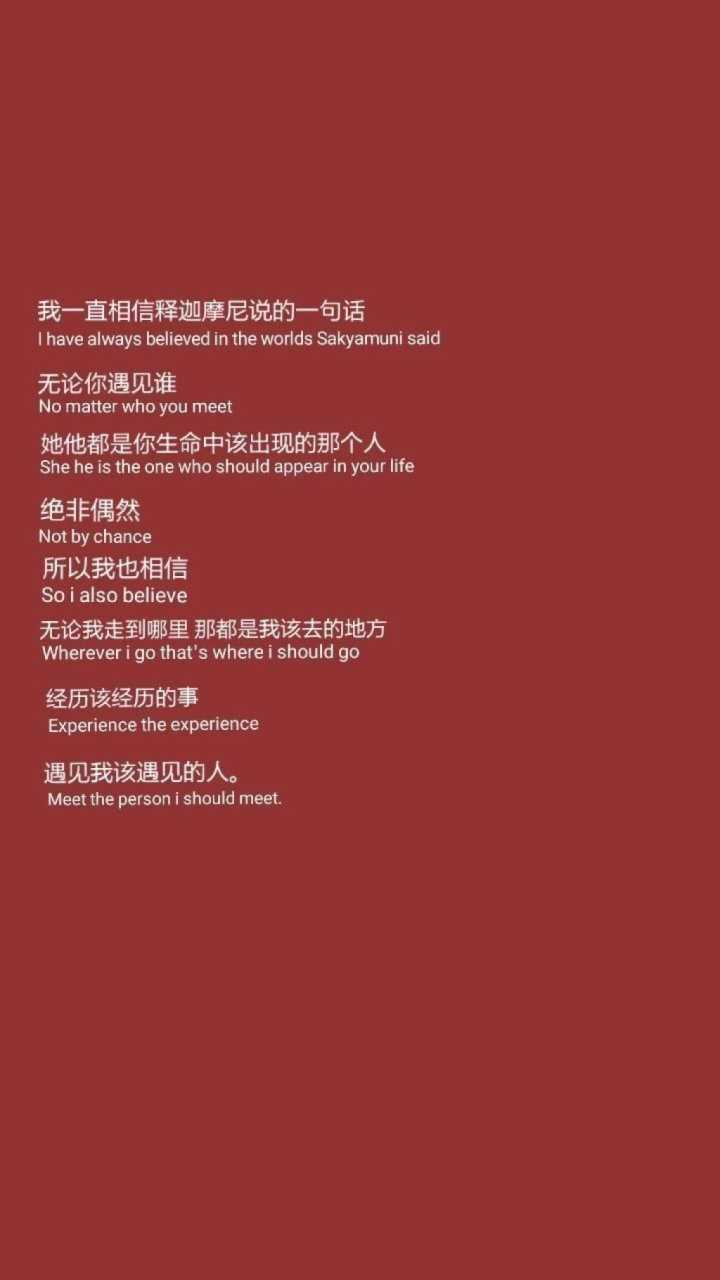 我一直相信释迦摩尼说的一句话
I have always believed in the worlds Sakyamuni said
无论你遇见谁
No matter who you meet
她他都是你生命中该出现的那个人
She he is the one who should appear in your life
绝非偶然
Not by chance
所以我也相信
So i also believe
无论我走到哪里 那都是我该去的地方
Wherever i go that's where i should go
经历该经历的事
Experience the experience
遇见我该遇见的人。
Meet the person i should meet.